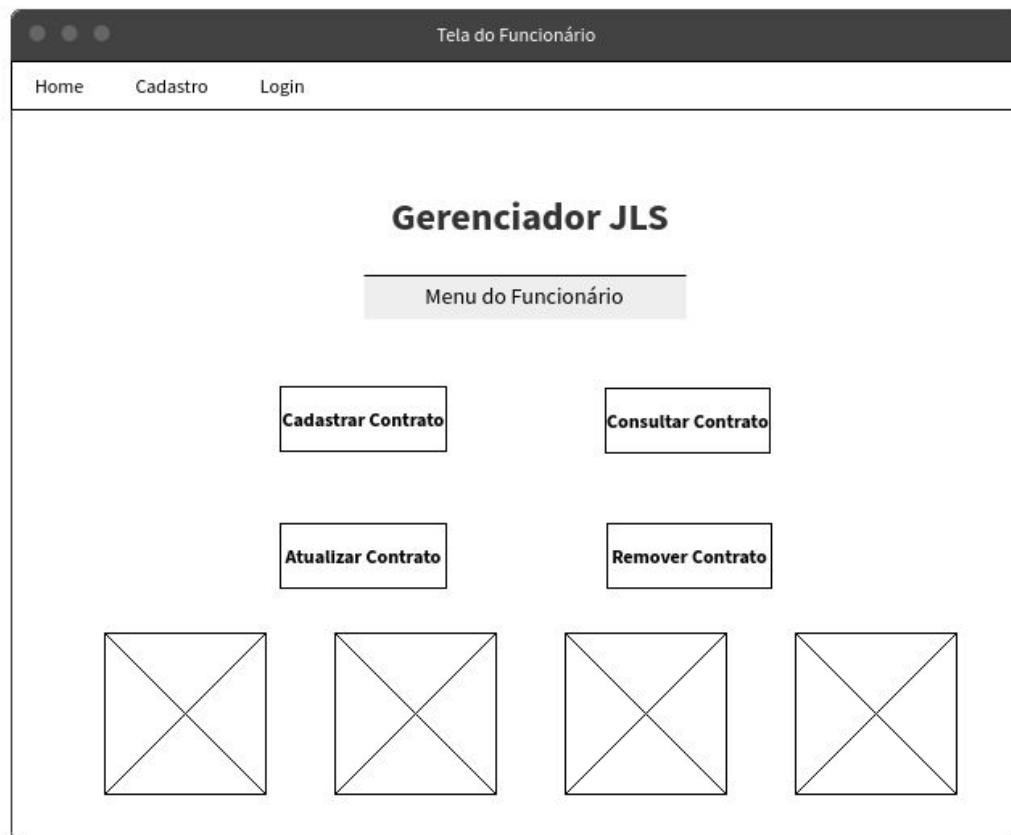 Tela do Funcionário
Home Cadastro Login
Gerenciador JLS
Menu do Funcionário
Cadastrar Contrato Consultar Contrato
Atualizar Contrato Remover Contrato